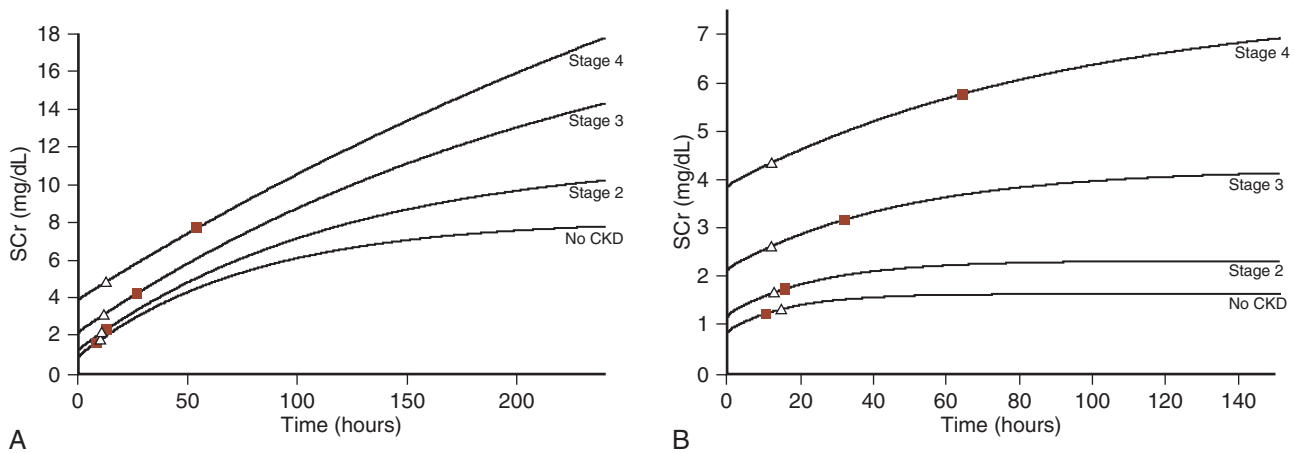 SCr (mg/dL)
18
16
14
12
10
8
6
4
2
0
Stage 4
Stage 3
Stage 2
No CKD
0 50 100 150 200
Time (hours)
A
SCr (mg/dL)
7
6
5
4
3
2
1
0
Stage 4
Stage 3
Stage 2
No CKD
0 20 40 60 80 100 120 140
Time (hours)
B